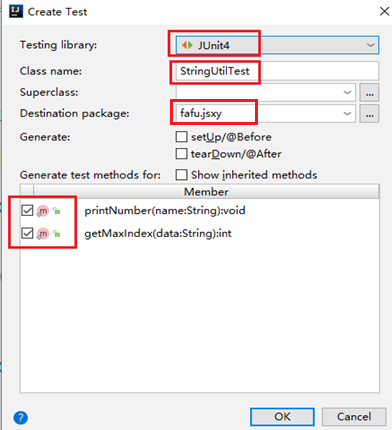 Create Test
Testing library:
JUnit4
Class name:
StringUtilTest
Superclass:
...
Destination package:
fafu.jsxy
...
Generate:
setUp/@Before
tearDown/@After
Generate test methods for:
Show inherited methods
Member
m printNumber(name:String):void
m getMaxIndex(data:String):int
?
OK
Cancel